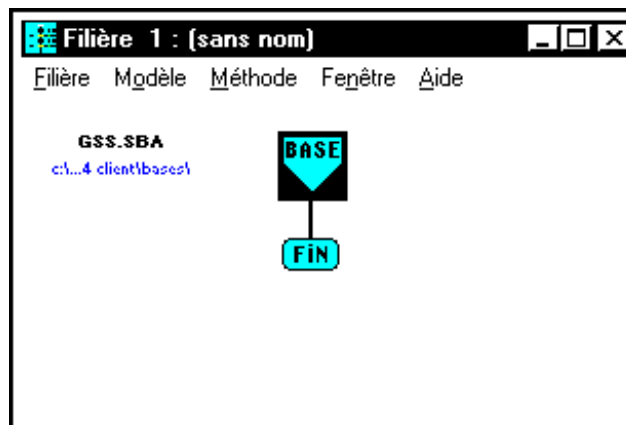 Filière 1 : (sans nom)
Filière Modèle Méthode Fenêtre Aide
GSS.SBA
c:\...4 client\bases\
BASE
FiN